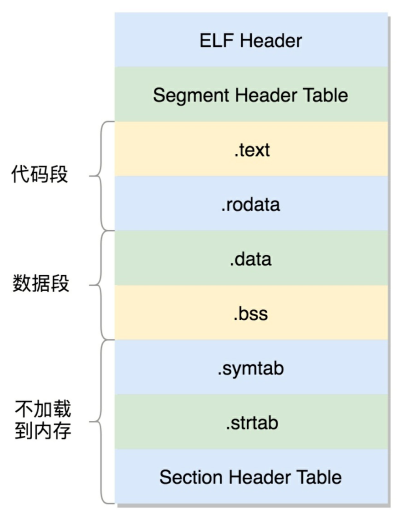 ELF Header
Segment Header Table
代码段
.text
.rodata
数据段
.data
.bss
不加载
到内存
.symtab
.strtab
Section Header Table